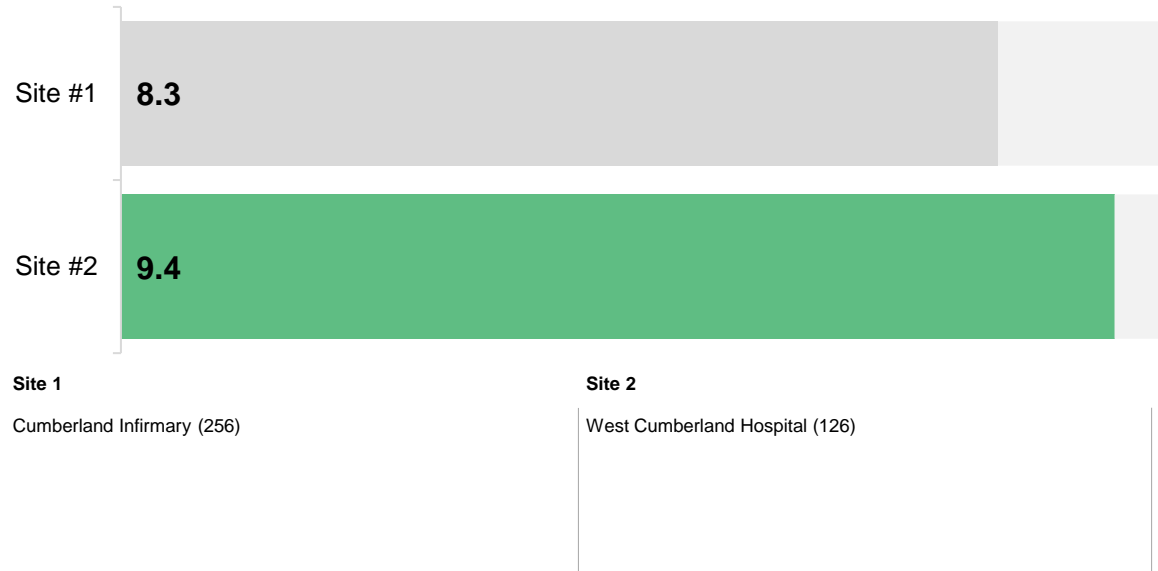 Site #1 8.3
Site #2 9.4
Site 1 Site 2
Cumberland Infirmary (256) West Cumberland Hospital (126)